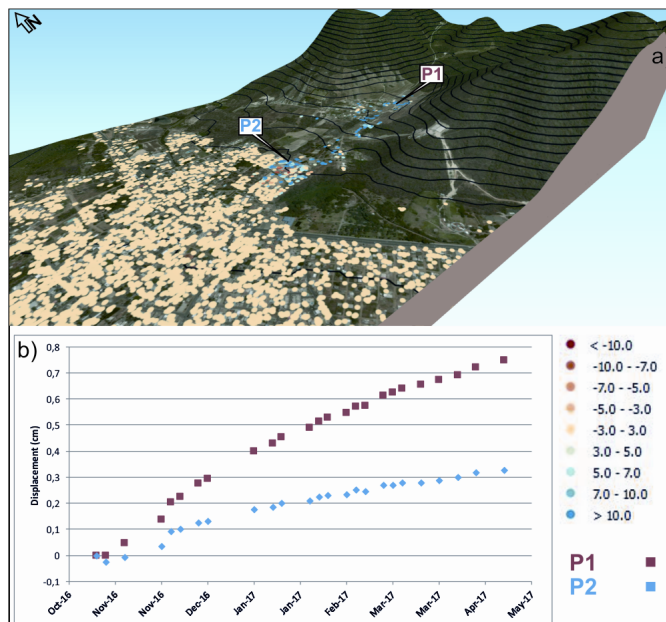 N
a
P1
P2
b)
0,8
0,7
0,6
0,5
0,4
0,3
0,2
0,1
0
-0,1
Displacement (cm)
Oct-16
Nov-16
Nov-16
Dec-16
Jan-17
Jan-17
Feb-17
Mar-17
Mar-17
Apr-17
May-17
< -10.0
-10.0 - -7.0
-7.0 - -5.0
-5.0 - -3.0
-3.0 - 3.0
3.0 - 5.0
5.0 - 7.0
7.0 - 10.0
> 10.0
P1
P2